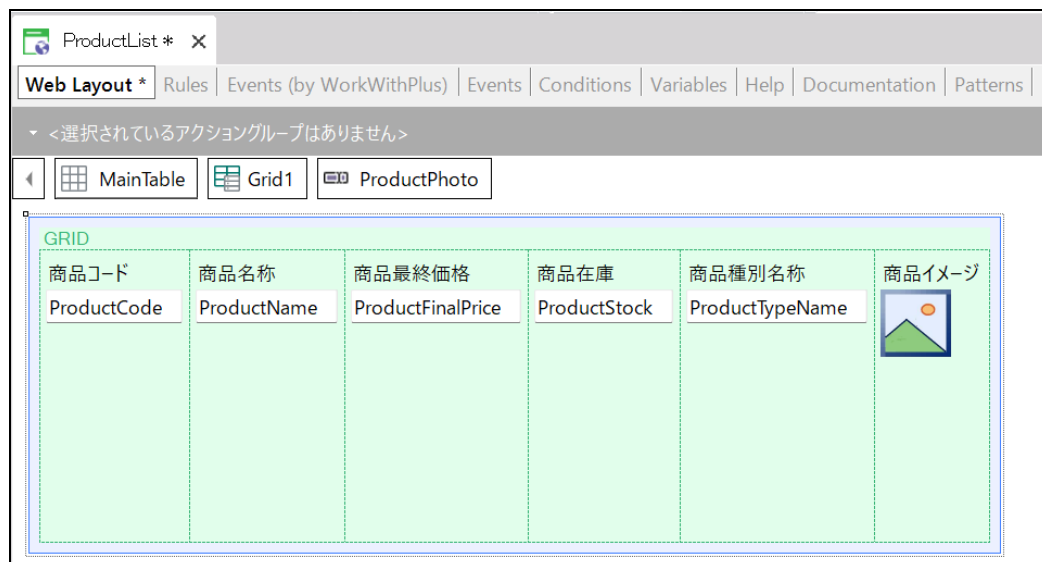 ProductList *
Web Layout * Rules Events (by WorkWithPlus) Events Conditions Variables Help Documentation Patterns
<選択されているアクショングループはありません>
MainTable Grid1 ProductPhoto
GRID
商品コード 商品名称 商品最終価格 商品在庫 商品種別名称 商品イメージ
ProductCode ProductName ProductFinalPrice ProductStock ProductTypeName